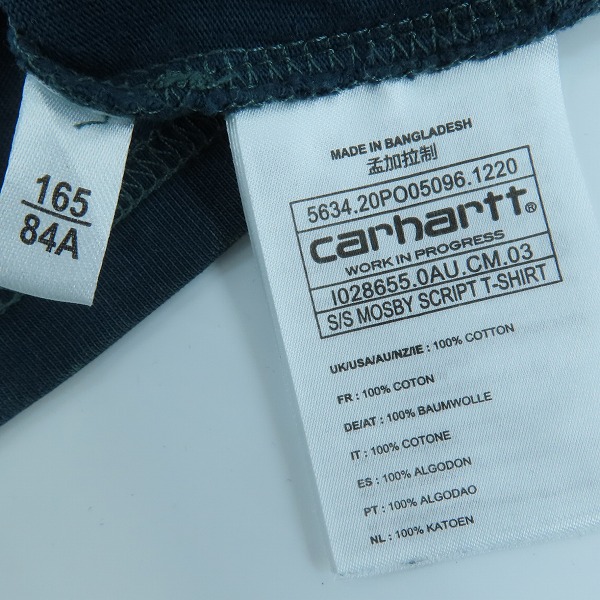 165
84A
MADE IN BANGLADESH
孟加拉制
5634.20PO05096.1220
carhartt®
WORK IN PROGRESS
I028655.0AU.CM.03
S/S MOSBY SCRIPT T-SHIRT
UK/USA/AU/NZ/IE : 100% COTTON
FR : 100% COTON
DE/AT : 100% BAUMWOLLE
IT : 100% COTONE
ES : 100% ALGODON
PT : 100% ALGODAO
NL : 100% KATOEN